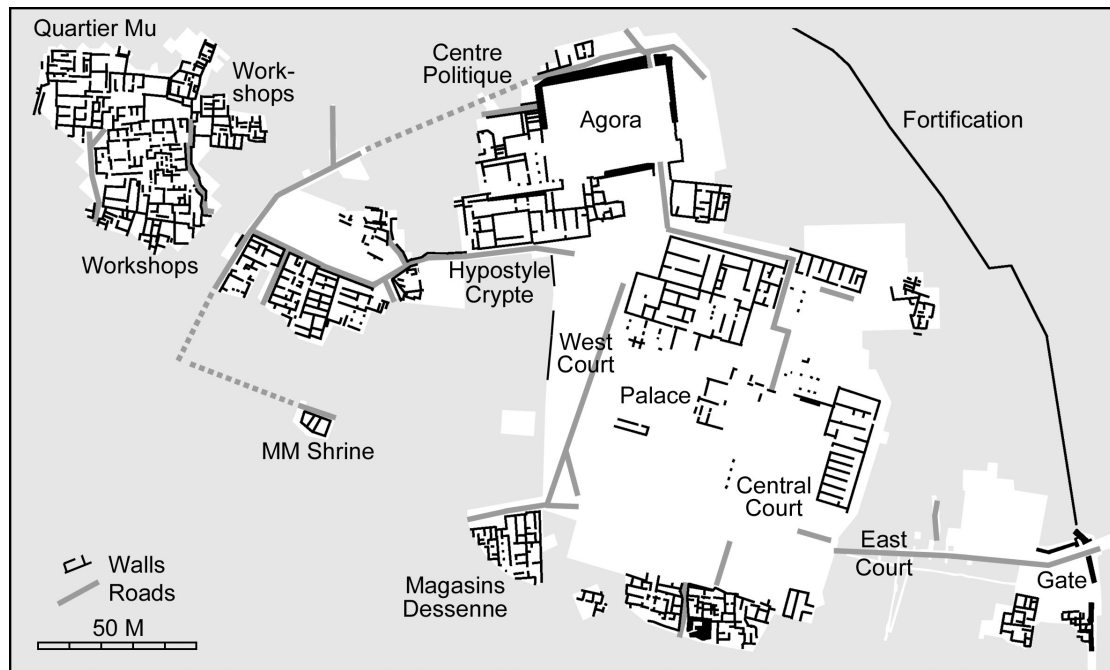 Quartier Mu
Work-
shops
Centre
Politique
Agora
Fortification
Workshops
Hypostyle
Crypte
West
Court
Palace
MM Shrine
Central
Court
East
Court
Gate
Magasins
Dessenne
Walls
Roads
50 M